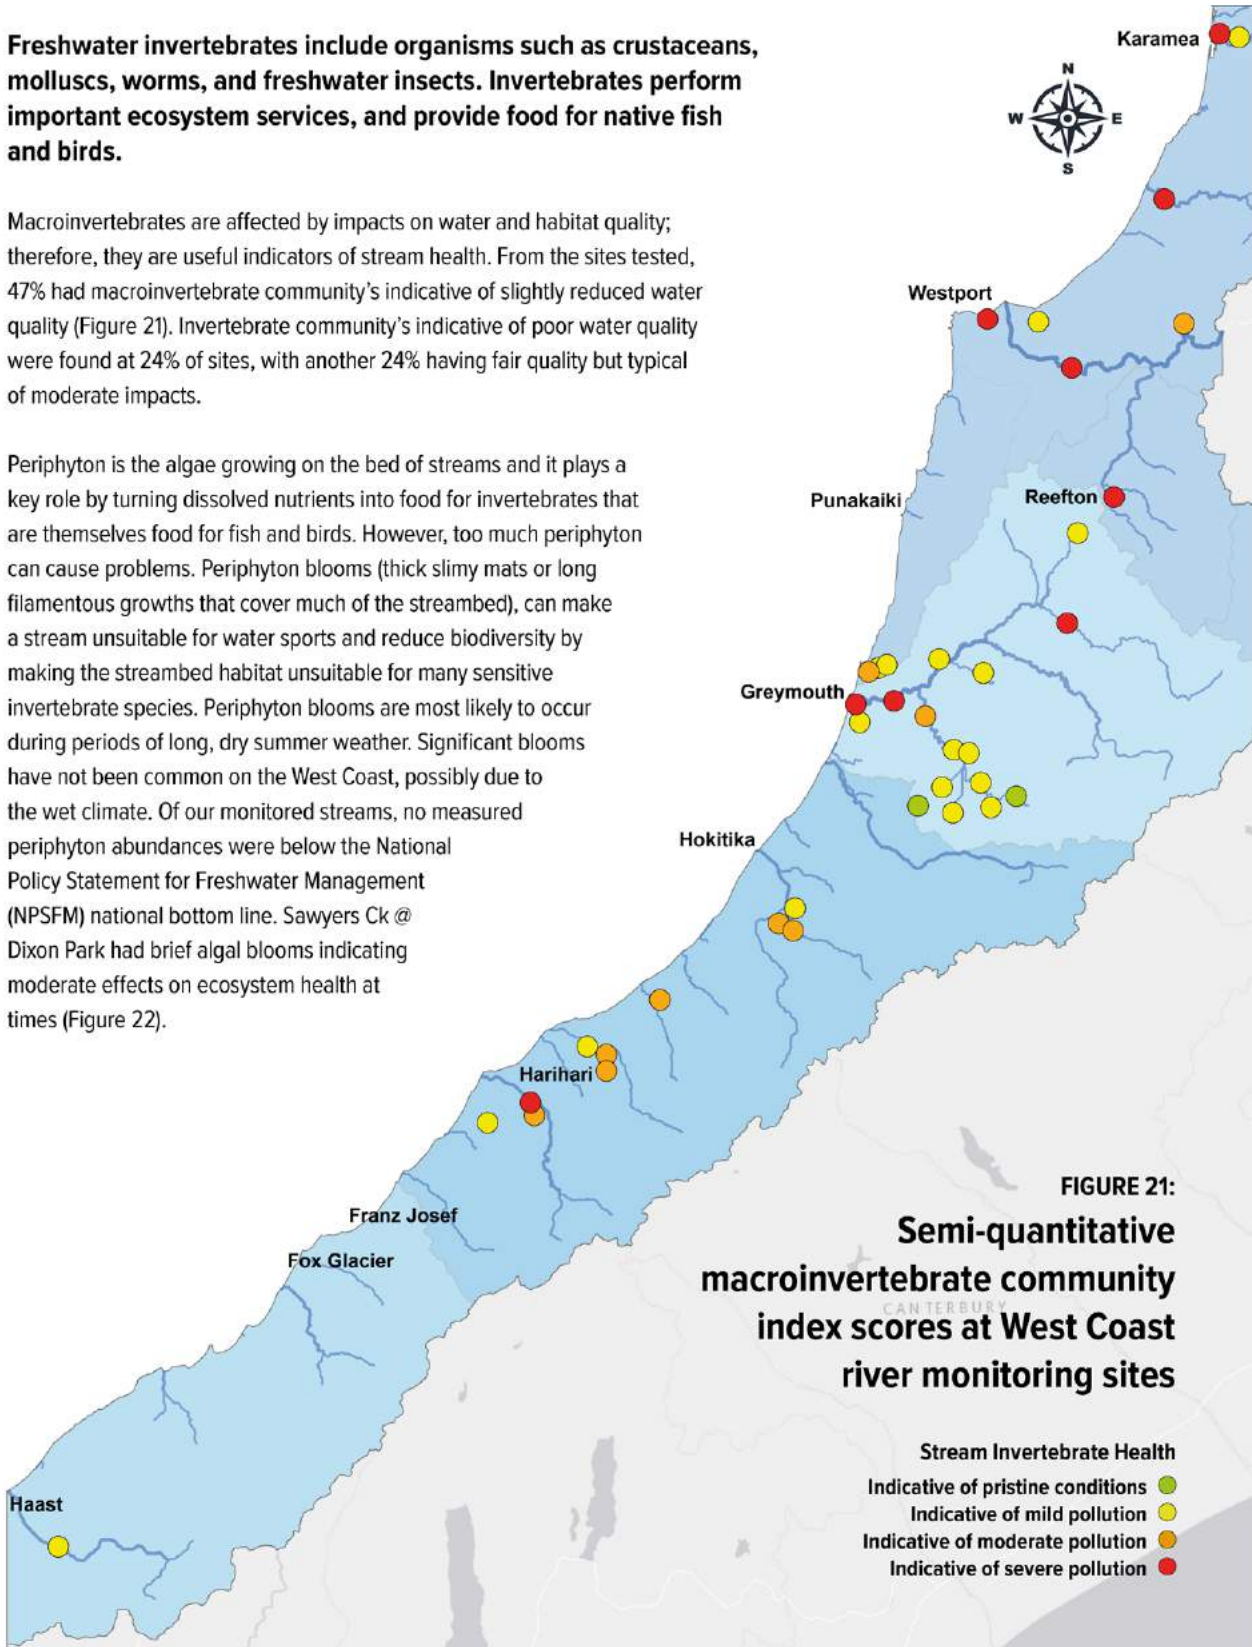 Freshwater invertebrates include organisms such as crustaceans,
molluscs, worms, and freshwater insects. Invertebrates perform
important ecosystem services, and provide food for native fish
and birds.
Macroinvertebrates are affected by impacts on water and habitat quality;
therefore, they are useful indicators of stream health. From the sites tested,
47% had macroinvertebrate community's indicative of slightly reduced water
quality (Figure 21). Invertebrate community's indicative of poor water quality
were found at 24% of sites, with another 24% having fair quality but typical
of moderate impacts.
Periphyton is the algae growing on the bed of streams and it plays a
key role by turning dissolved nutrients into food for invertebrates that
are themselves food for fish and birds. However, too much periphyton
can cause problems. Periphyton blooms (thick slimy mats or long
filamentous growths that cover much of the streambed), can make
a stream unsuitable for water sports and reduce biodiversity by
making the streambed habitat unsuitable for many sensitive
invertebrate species. Periphyton blooms are most likely to occur
during periods of long, dry summer weather. Significant blooms
have not been common on the West Coast, possibly due to
the wet climate. Of our monitored streams, no measured
periphyton abundances were below the National
Policy Statement for Freshwater Management
(NPSFM) national bottom line. Sawyers Ck @
Dixon Park had brief algal blooms indicating
moderate effects on ecosystem health at
times (Figure 22).
Karamea
N
W E
S
Westport
Punakaiki
Reefton
Greymouth
Hokitika
Harihari
Franz Josef
Fox Glacier
Haast
CANTERBURY
FIGURE 21:
Semi-quantitative
macroinvertebrate community
index scores at West Coast
river monitoring sites
Stream Invertebrate Health
Indicative of pristine conditions
Indicative of mild pollution
Indicative of moderate pollution
Indicative of severe pollution